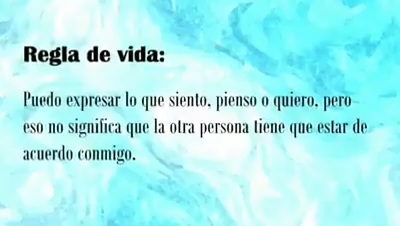 Regla de vida:
Puedo expresar lo que siento, pienso o quiero, pero
eso no significa que la otra persona tiene que estar de
acuerdo conmigo.